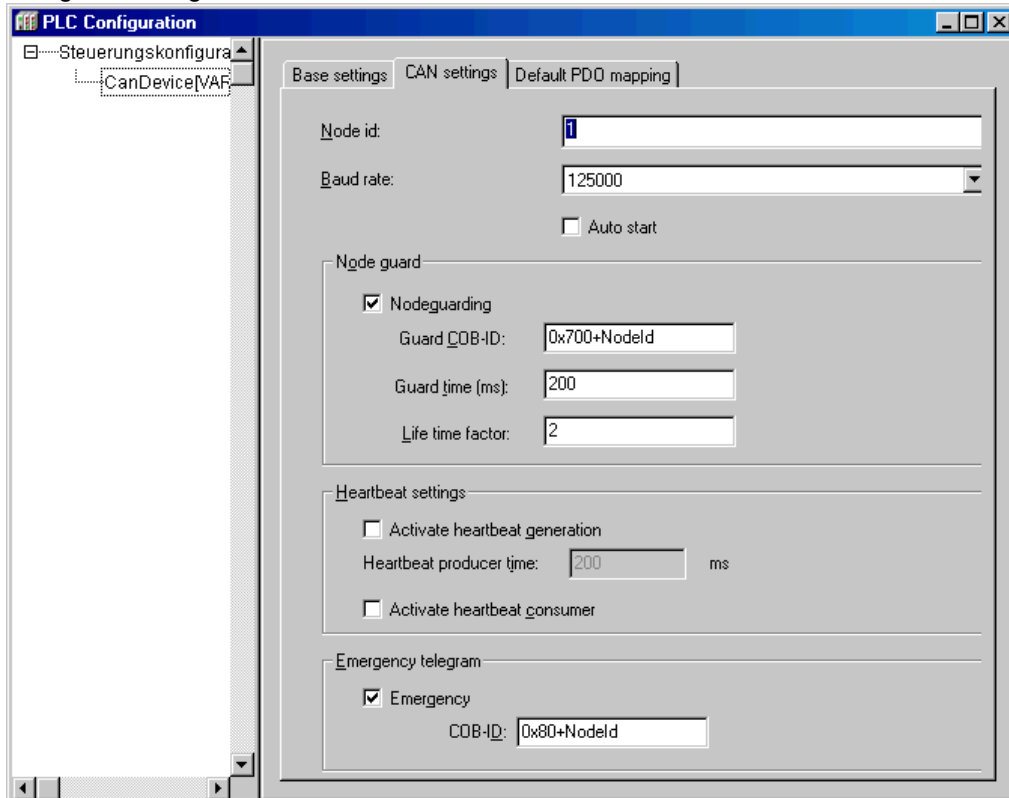 PLC Configuration
Steuerungskonfigura
CanDevice[VAR
Base settings CAN settings Default PDO mapping
Node id: 1
Baud rate: 125000
Auto start
Node guard
Nodeguarding
Guard COB-ID: 0x700+NodeId
Guard time (ms): 200
Life time factor: 2
Heartbeat settings
Activate heartbeat generation
Heartbeat producer time: 200 ms
Activate heartbeat consumer
Emergency telegram
Emergency
COB-ID: 0x80+NodeId